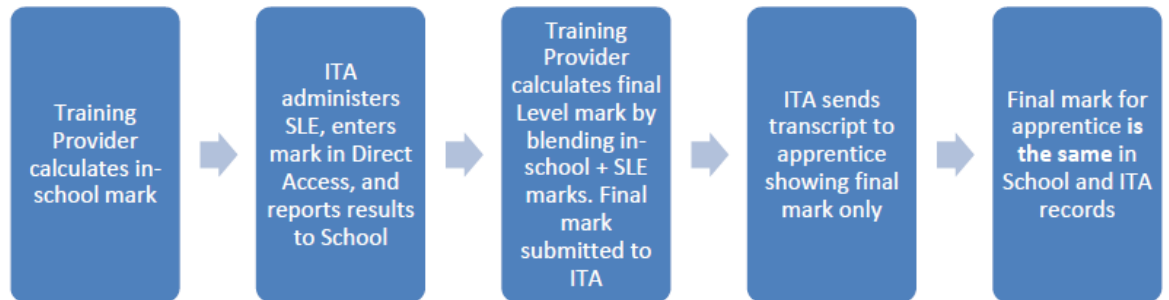 Training
Provider
calculates in-
school mark
ITA
administers
SLE, enters
mark in Direct
Access, and
reports results
to School
Training
Provider
calculates final
Level mark by
blending in-
school + SLE
marks. Final
mark
submitted to
ITA
ITA sends
transcript to
apprentice
showing final
mark only
Final mark for
apprentice is
the same in
School and ITA
records